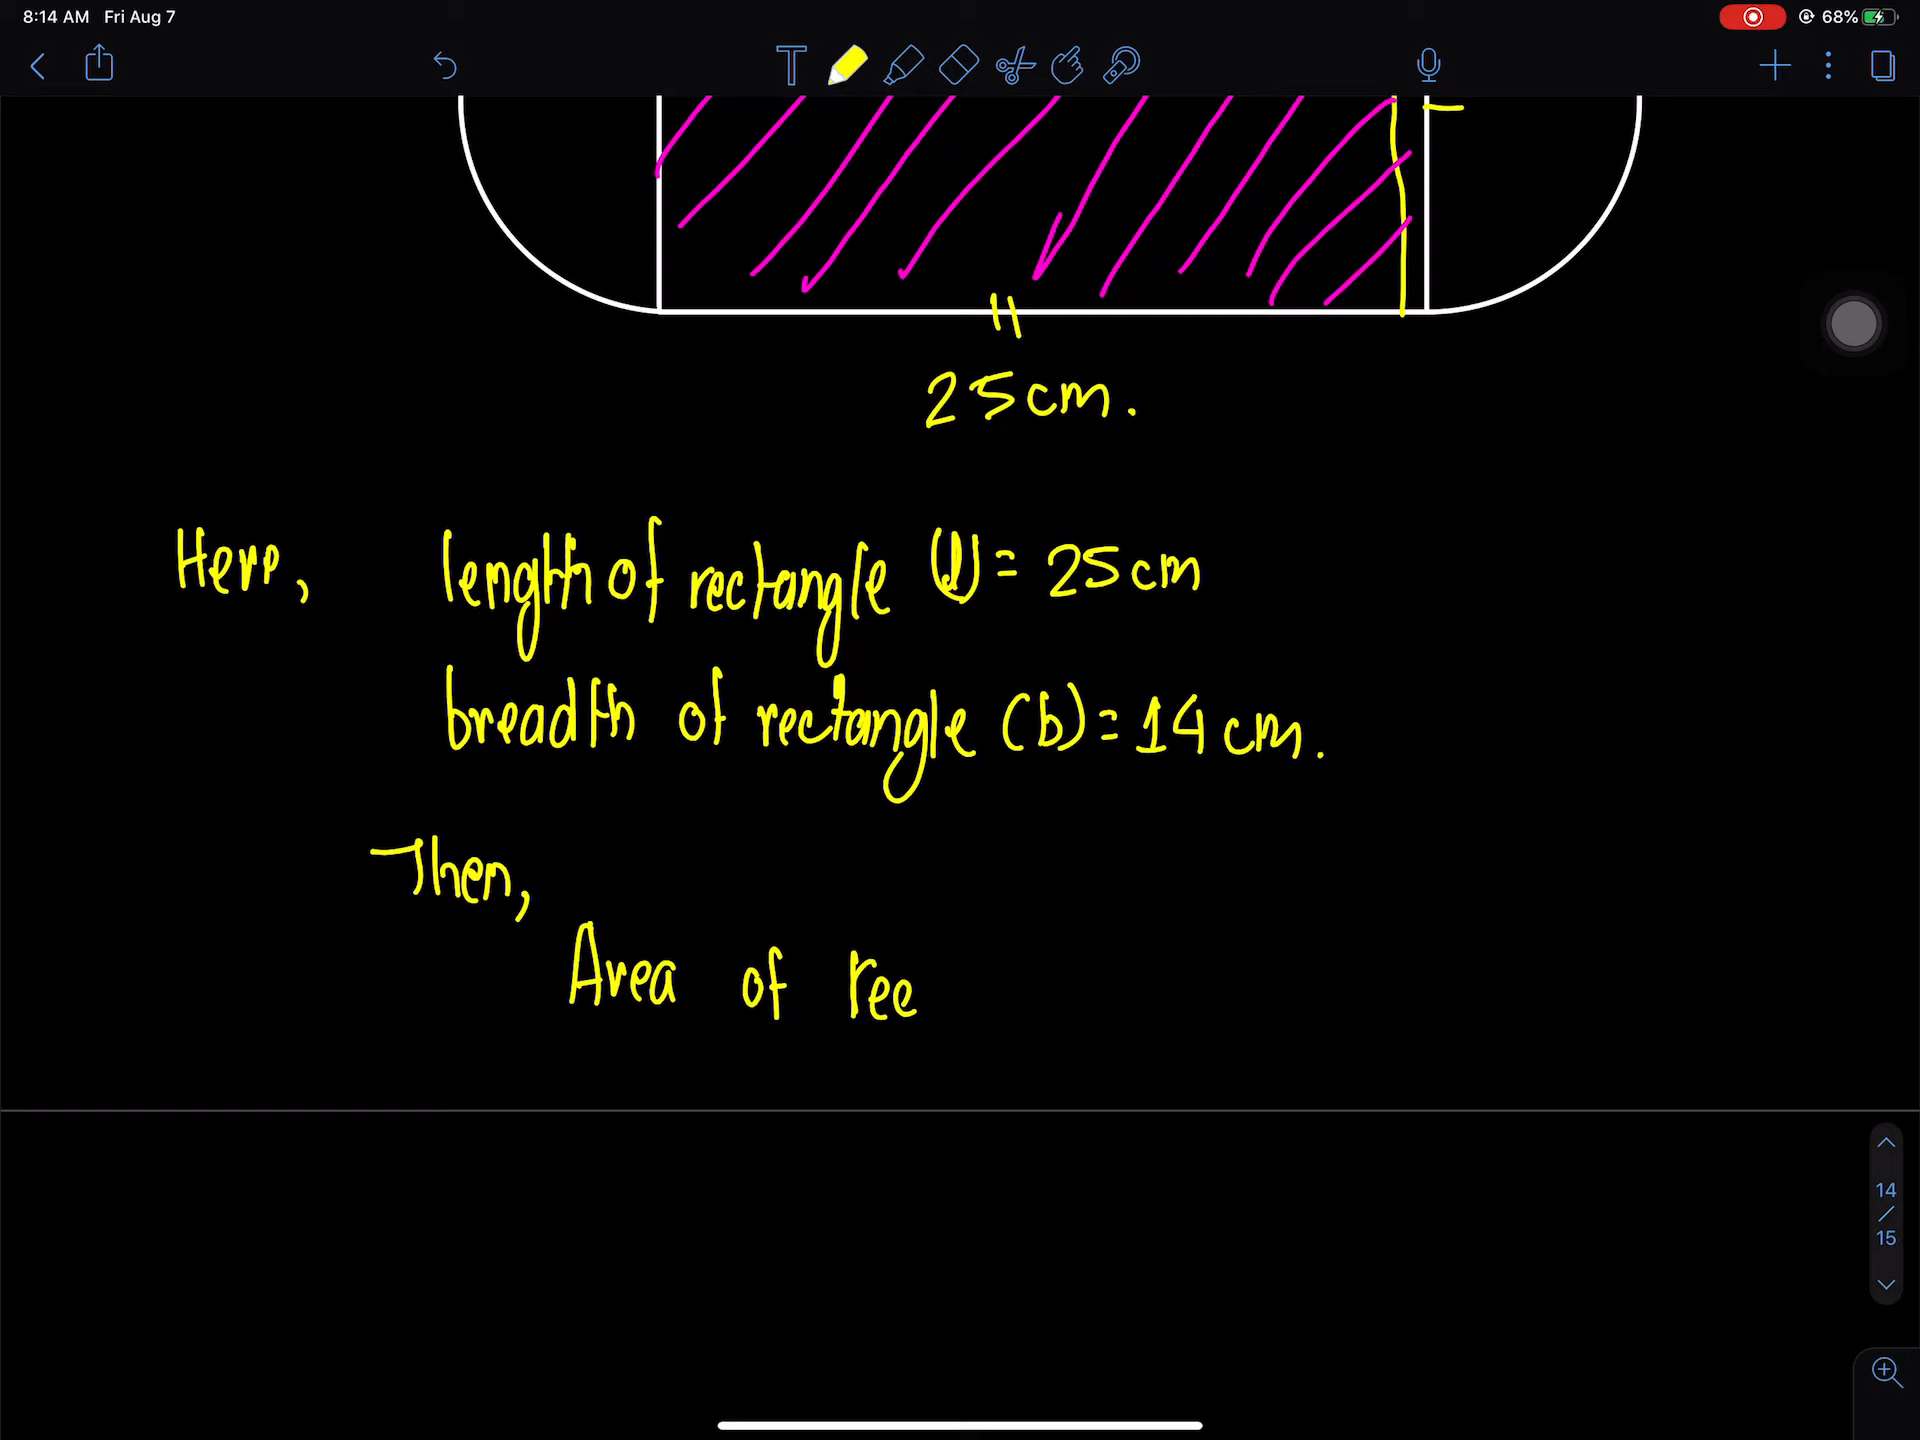 8:14 AM Fri Aug 7 68%
T
25cm.
Here, length of rectangle (l) = 25cm
breadth of rectangle (b) = 14 cm.
Then,
Area of rec
14
/
15